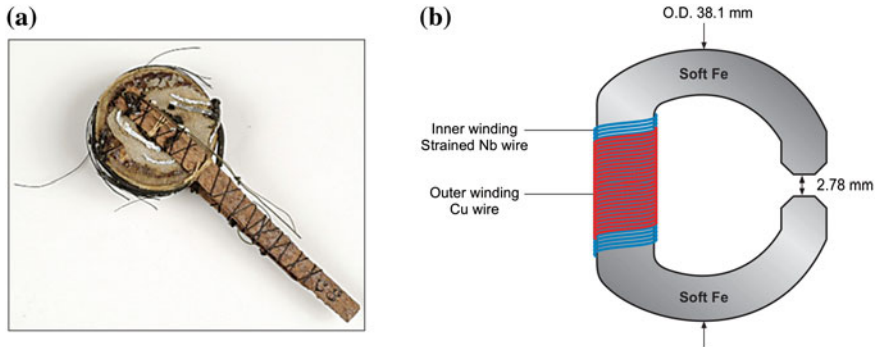 (a)
(b)
O.D. 38.1 mm
Soft Fe
Inner winding
Strained Nb wire
Outer winding
Cu wire
2.78 mm
Soft Fe